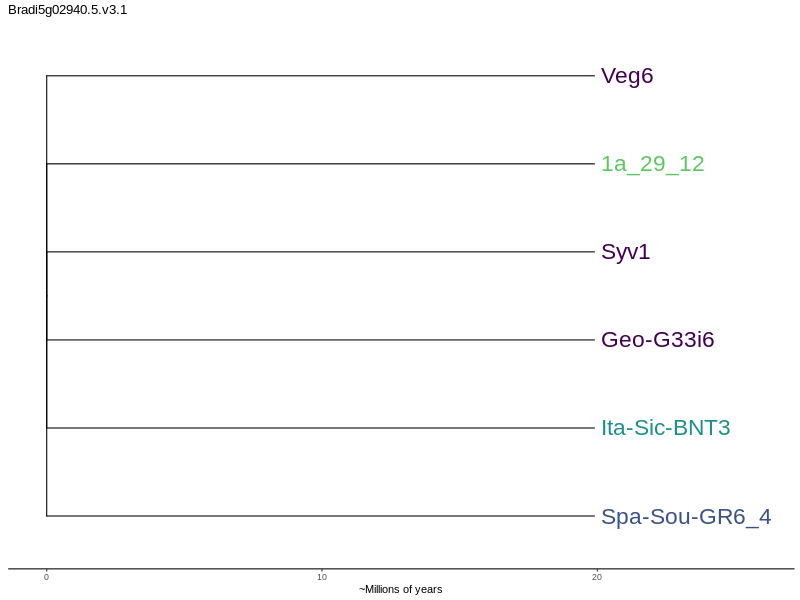 Bradi5g02940.5.v3.1
Veg6
1a_29_12
Syv1
Geo-G33i6
Ita-Sic-BNT3
Spa-Sou-GR6_4
0 10 20
~Millions of years